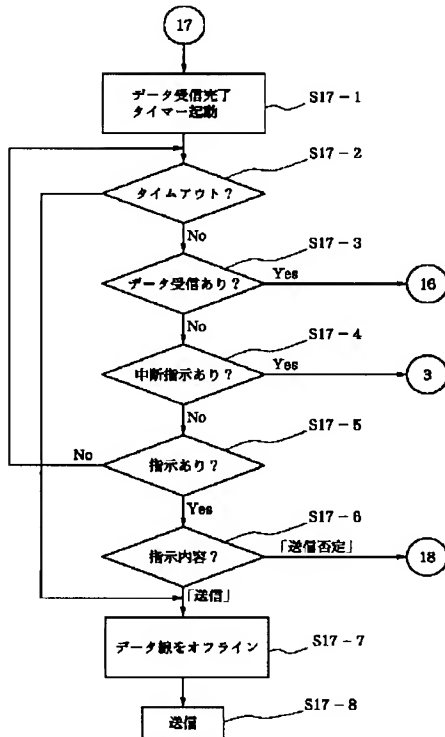 17
データ受信完了
タイマー起動
S17-1
S17-2
タイムアウト?
No
S17-3
データ受信あり?
Yes
16
No
S17-4
中断指示あり?
Yes
3
No
S17-5
No
指示あり?
Yes
S17-6
指示内容?
「送信否定」
18
「送信」
データ線をオフライン
S17-7
送信
S17-8